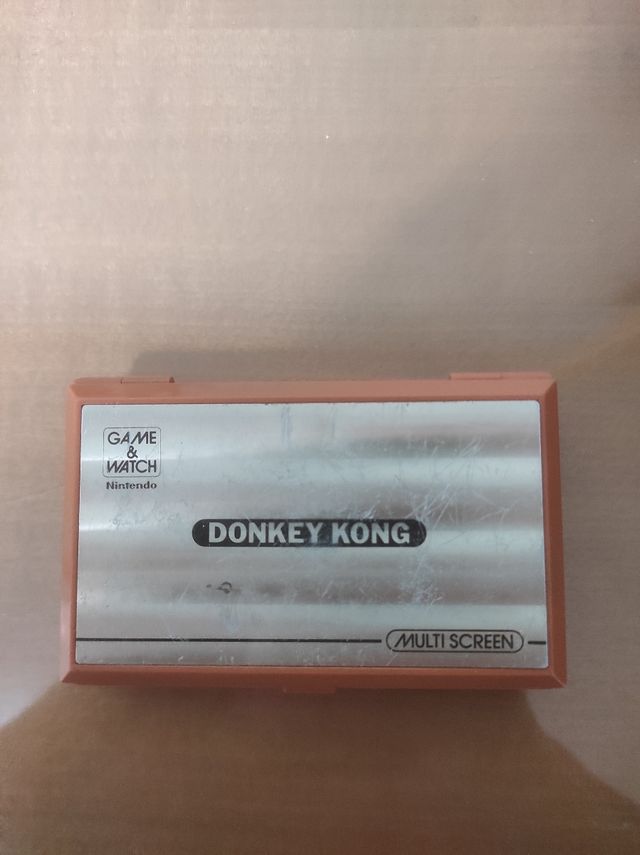 GAME
&
WATCH
Nintendo
DONKEY KONG
MULTI SCREEN